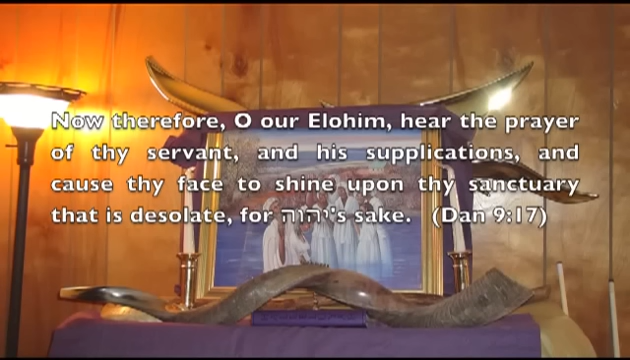 Now therefore, O our Elohim, hear the prayer
of thy servant, and his supplications, and
cause thy face to shine upon thy sanctuary
that is desolate, for יהוה's sake. (Dan 9:17)